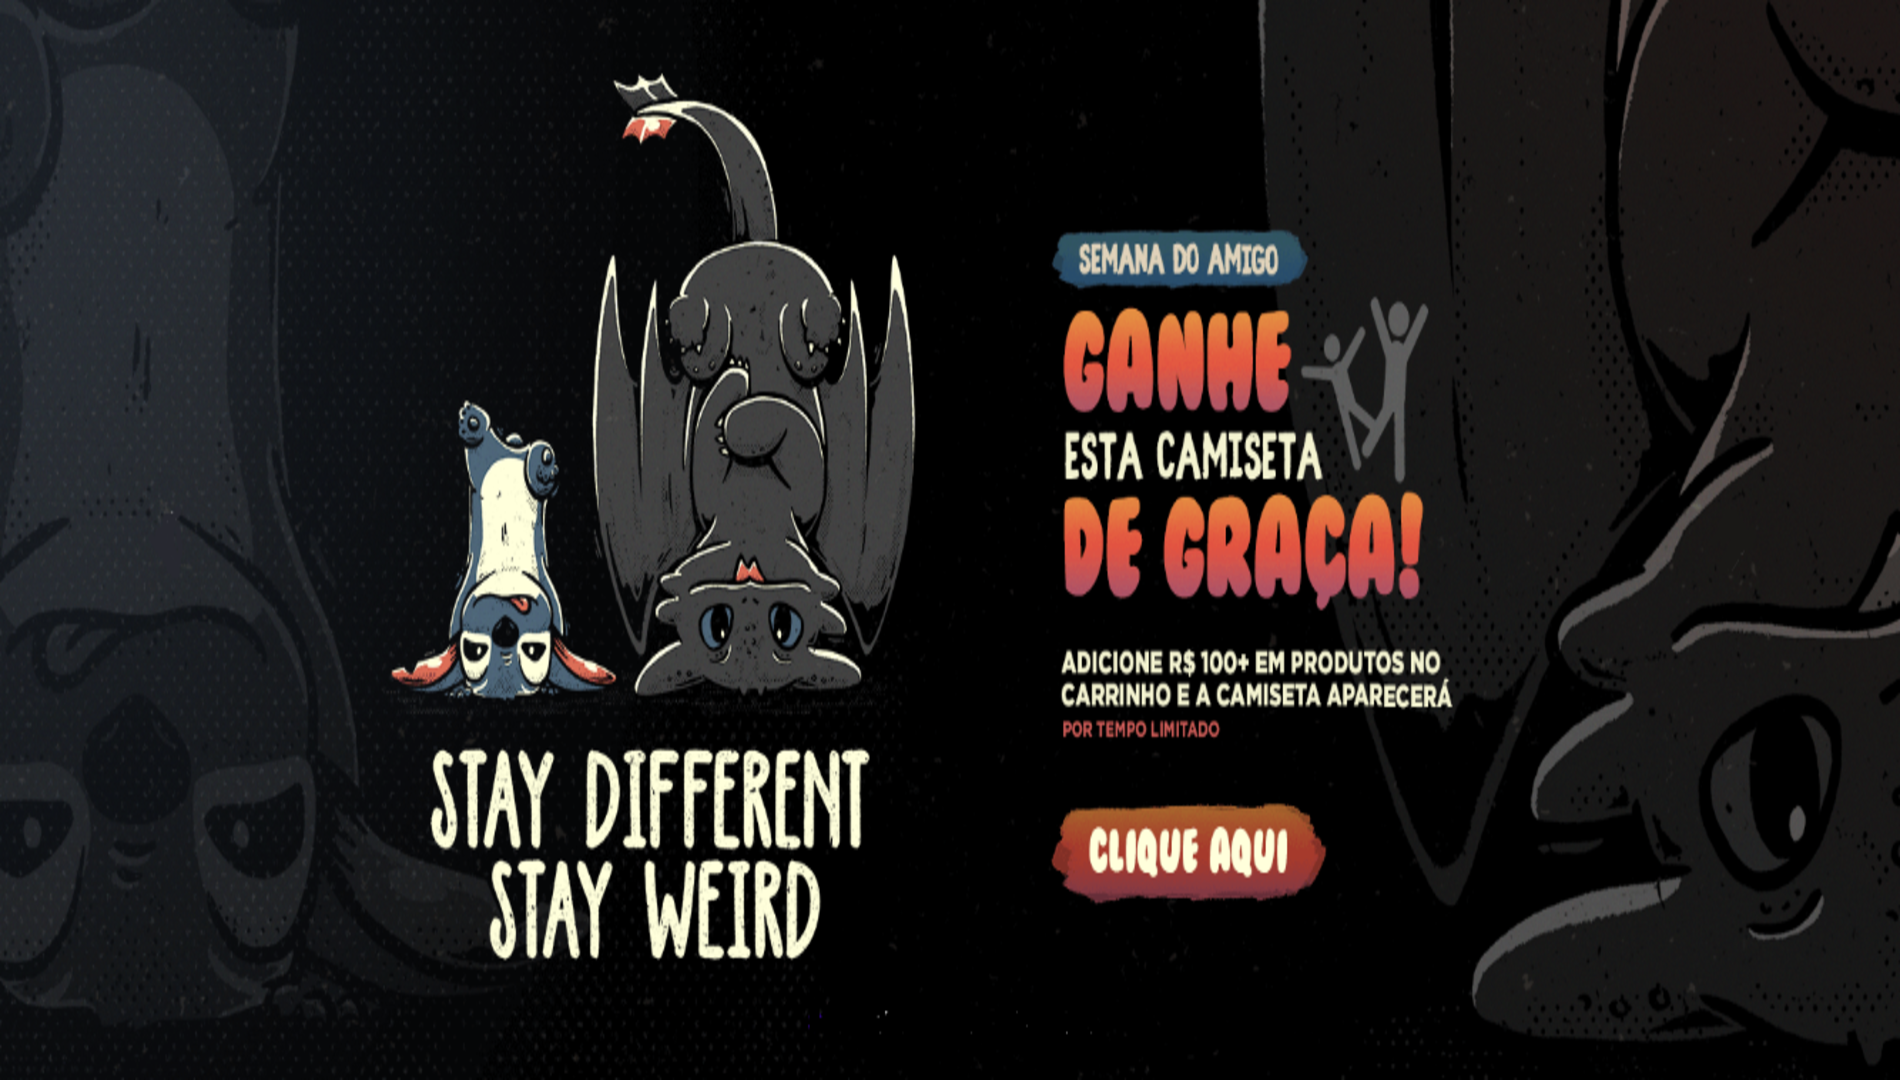 STAY DIFFERENT
STAY WEIRD
SEMANA DO AMIGO
GANHE
ESTA CAMISETA
DE GRAÇA!
ADICIONE R$ 100+ EM PRODUTOS NO
CARRINHO E A CAMISETA APARECERÁ
POR TEMPO LIMITADO
CLIQUE AQUI